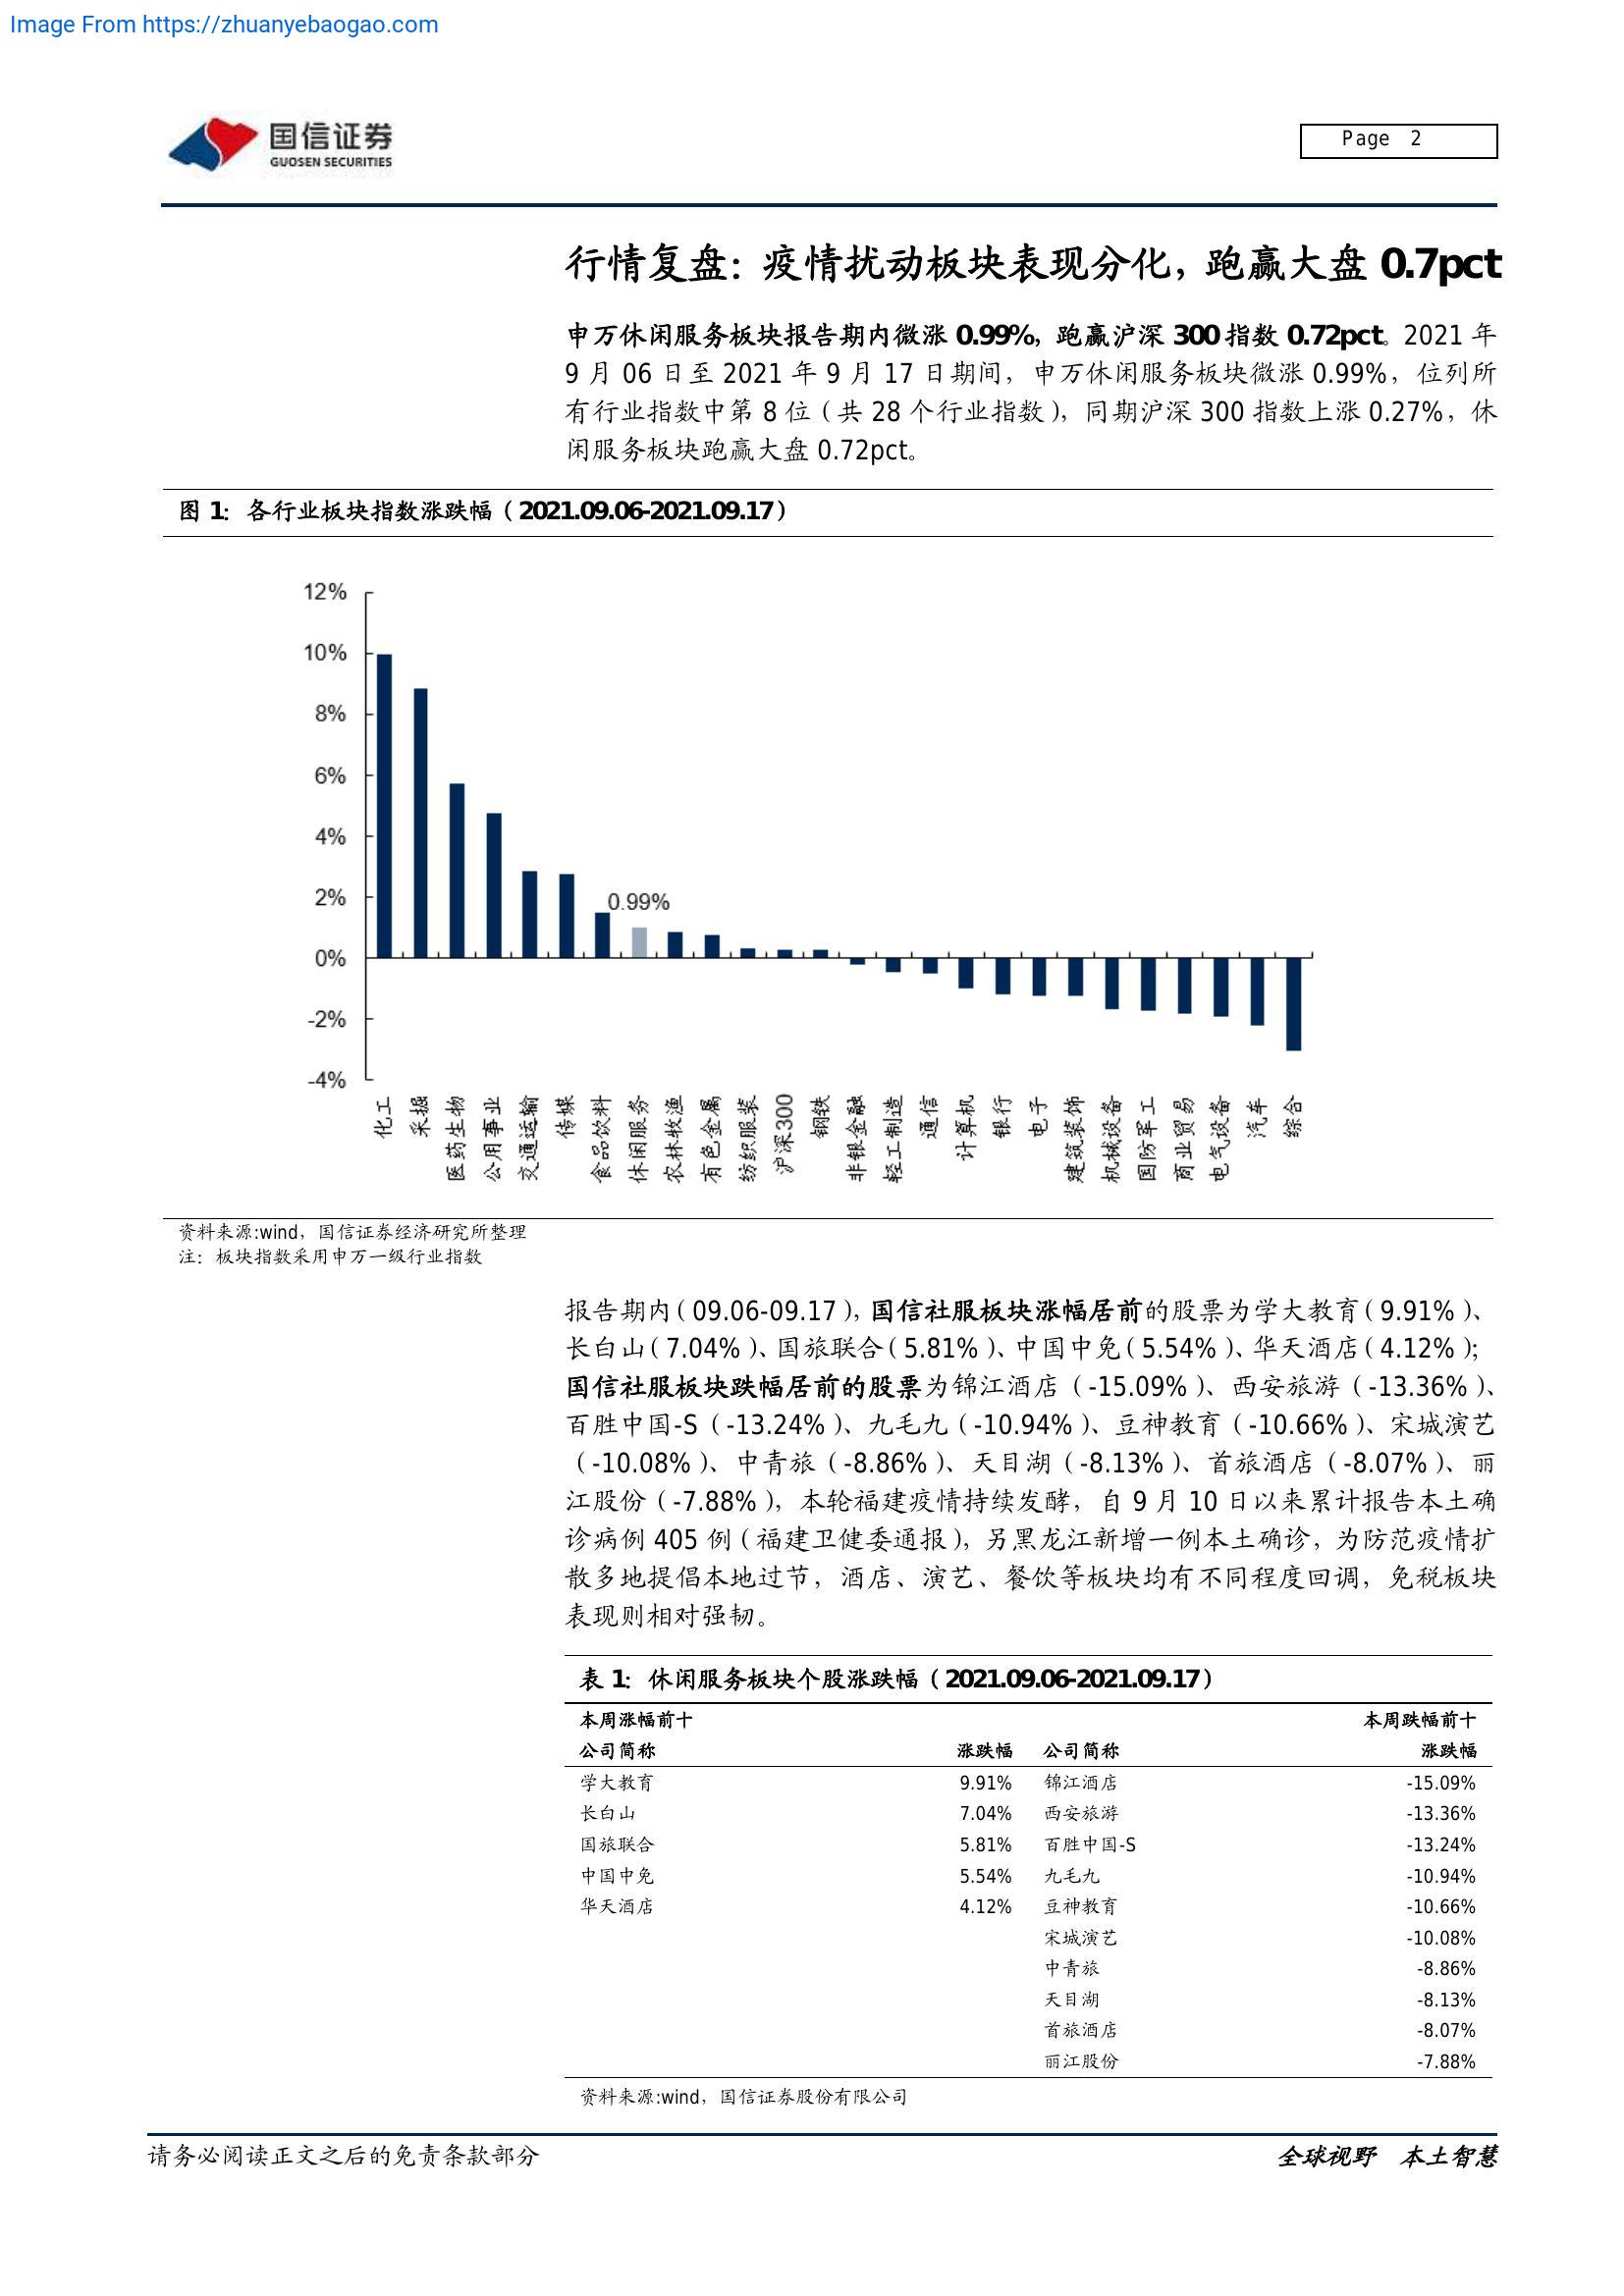 Image From https://zhuanyebaogao.com
国信证券
GUOSEN SECURITIES
Page 2
行情复盘：疫情扰动板块表现分化，跑赢大盘 0.7pct
申万休闲服务板块报告期内微涨 0.99%，跑赢沪深 300 指数 0.72pct。2021 年
9 月 06 日至 2021 年 9 月 17 日期间，申万休闲服务板块微涨 0.99%，位列所
有行业指数中第 8 位（共 28 个行业指数），同期沪深 300 指数上涨 0.27%，休
闲服务板块跑赢大盘 0.72pct。
图 1：各行业板块指数涨跌幅（2021.09.06-2021.09.17）
12%
10%
8%
6%
4%
2%
0%
-2%
-4%
0.99%
化工
采掘
医药生物
公用事业
交通运输
传媒
食品饮料
休闲服务
农林牧渔
有色金属
纺织服装
沪深300
钢铁
非银金融
轻工制造
通信
计算机
银行
电子
建筑装饰
机械设备
国防军工
商业贸易
电气设备
汽车
综合
资料来源:wind，国信证券经济研究所整理
注：板块指数采用申万一级行业指数
报告期内（09.06-09.17），国信社服板块涨幅居前的股票为学大教育（9.91%）、
长白山（7.04%）、国旅联合（5.81%）、中国中免（5.54%）、华天酒店（4.12%）；
国信社服板块跌幅居前的股票为锦江酒店（-15.09%）、西安旅游（-13.36%）、
百胜中国-S（-13.24%）、九毛九（-10.94%）、豆神教育（-10.66%）、宋城演艺
（-10.08%）、中青旅（-8.86%）、天目湖（-8.13%）、首旅酒店（-8.07%）、丽
江股份（-7.88%），本轮福建疫情持续发酵，自 9 月 10 日以来累计报告本土确
诊病例 405 例（福建卫健委通报），另黑龙江新增一例本土确诊，为防范疫情扩
散多地提倡本地过节，酒店、演艺、餐饮等板块均有不同程度回调，免税板块
表现则相对强韧。
表 1：休闲服务板块个股涨跌幅（2021.09.06-2021.09.17）
本周涨幅前十 本周跌幅前十
公司简称 涨跌幅 公司简称 涨跌幅
学大教育 9.91% 锦江酒店 -15.09%
长白山 7.04% 西安旅游 -13.36%
国旅联合 5.81% 百胜中国-S -13.24%
中国中免 5.54% 九毛九 -10.94%
华天酒店 4.12% 豆神教育 -10.66%
宋城演艺 -10.08%
中青旅 -8.86%
天目湖 -8.13%
首旅酒店 -8.07%
丽江股份 -7.88%
资料来源:wind，国信证券股份有限公司
请务必阅读正文之后的免责条款部分
全球视野 本土智慧